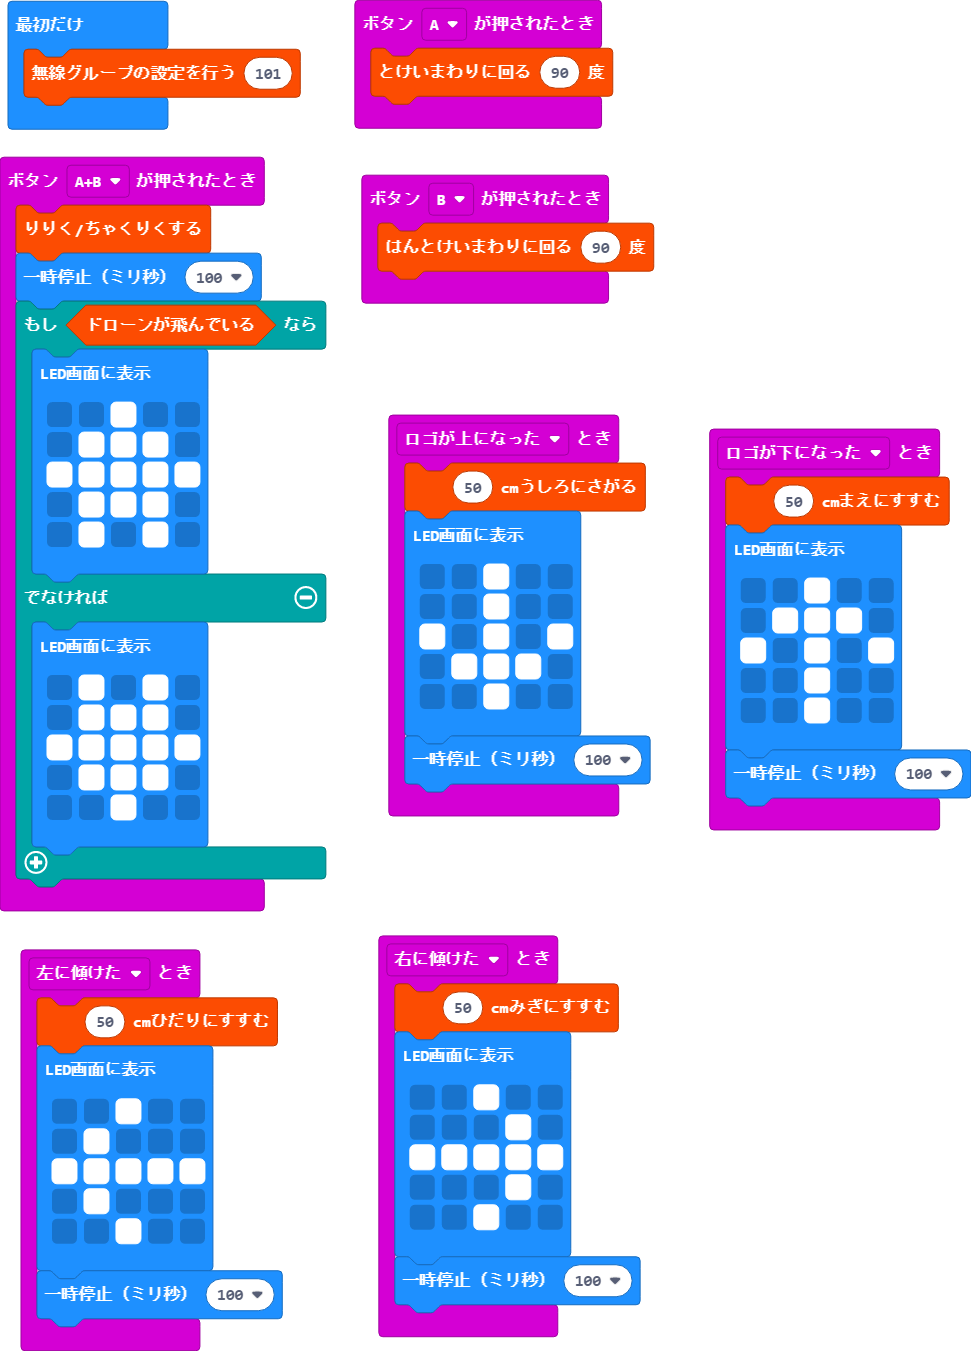 最初だけ
無線グループの設定を行う 101
ボタン A が押されたとき
とけいまわりに回る 90 度
ボタン A+B が押されたとき
りりく/ちゃくりくする
一時停止（ミリ秒） 100
もし ドローンが飛んでいる なら
LED画面に表示
でなければ
LED画面に表示
ボタン B が押されたとき
はんとけいまわりに回る 90 度
ロゴが上になった とき
50 cmうしろにさがる
LED画面に表示
一時停止（ミリ秒） 100
ロゴが下になった とき
50 cmまえにすすむ
LED画面に表示
一時停止（ミリ秒） 100
左に傾けた とき
50 cmひだりにすすむ
LED画面に表示
一時停止（ミリ秒） 100
右に傾けた とき
50 cmみぎにすすむ
LED画面に表示
一時停止（ミリ秒） 100